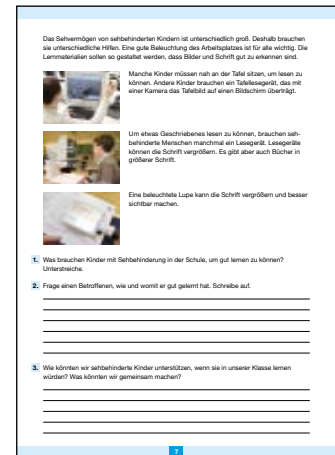 Das Sehvermögen von sehbehinderten Kindern ist unterschiedlich groß. Deshalb brauchen
sie unterschiedliche Hilfen. Eine gute Beleuchtung des Arbeitsplatzes ist für alle wichtig. Die
Lernmaterialien sollen so gestaltet werden, dass Bilder und Schrift gut zu erkennen sind.
Manche Kinder müssen nah an der Tafel sitzen, um lesen zu
können. Andere Kinder brauchen ein Tafellesegerät, das mit
einer Kamera das Tafelbild auf einen Bildschirm überträgt.
Um etwas Geschriebenes lesen zu können, brauchen seh-
behinderte Menschen manchmal ein Lesegerät. Lesegeräte
können die Schrift vergrößern. Es gibt aber auch Bücher in
größerer Schrift.
Eine beleuchtete Lupe kann die Schrift vergrößern und besser
sichtbar machen.
1. Was brauchen Kinder mit Sehbehinderung in der Schule, um gut lernen zu können?
Unterstreiche.
2. Frage einen Betroffenen, wie und womit er gut gelernt hat. Schreibe auf.
3. Wie könnten wir sehbehinderte Kinder unterstützen, wenn sie in unserer Klasse lernen
würden? Was könnten wir gemeinsam machen?
7